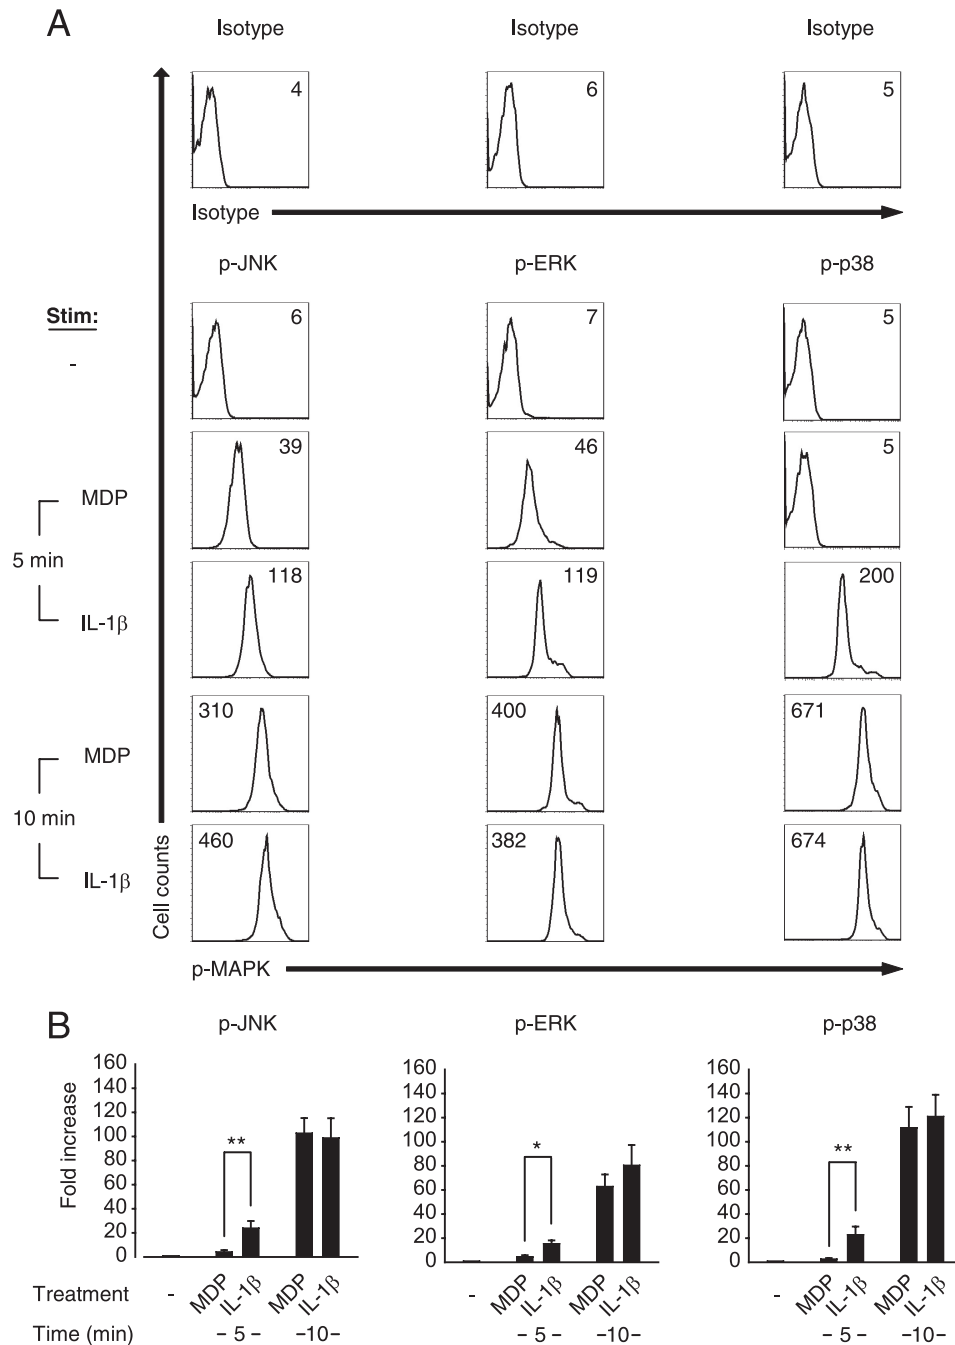 A
Isotype Isotype Isotype
4 6 5
Isotype
p-JNK p-ERK p-p38
Stim:
-
6 7 5
MDP
39 46 5
5 min
IL-1β
118 119 200
MDP
310 400 671
10 min
IL-1β
460 382 674
Cell counts
p-MAPK
B
p-JNK p-ERK p-p38
Fold increase
160 160 160
140 140 140
120 120 120
100 100 100
80 80 80
60 60 60
40 40 40
20 20 20
0 0 0
** * **
Treatment - MDP IL-1β MDP IL-1β - MDP IL-1β MDP IL-1β - MDP IL-1β MDP IL-1β
Time (min) - 5 - -10- - 5 - -10- - 5 - -10-